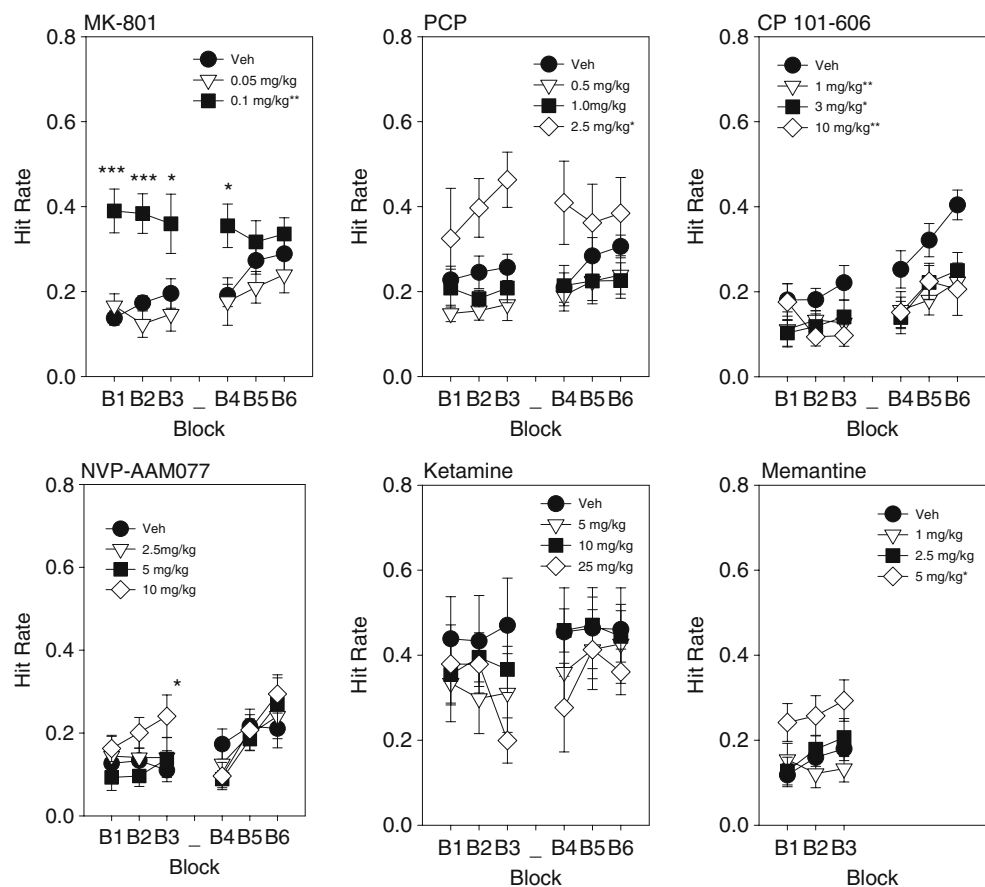 MK-801
0.8
0.6
0.4
0.2
0.0
Hit Rate
Veh
0.05 mg/kg
0.1 mg/kg**
*** *** * *
B1 B2 B3 _ B4 B5 B6
Block
PCP
0.8
0.6
0.4
0.2
0.0
Hit Rate
Veh
0.5 mg/kg
1.0mg/kg
2.5 mg/kg*
B1 B2 B3 _ B4 B5 B6
Block
CP 101-606
0.8
0.6
0.4
0.2
0.0
Hit Rate
Veh
1 mg/kg**
3 mg/kg*
10 mg/kg**
B1 B2 B3 _ B4 B5 B6
Block
NVP-AAM077
0.8
0.6
0.4
0.2
0.0
Hit Rate
Veh
2.5mg/kg
5 mg/kg
10 mg/kg
*
B1 B2 B3 _ B4 B5 B6
Block
Ketamine
0.8
0.6
0.4
0.2
0.0
Hit Rate
Veh
5 mg/kg
10 mg/kg
25 mg/kg
B1 B2 B3 _ B4 B5 B6
Block
Memantine
0.8
0.6
0.4
0.2
0.0
Hit Rate
Veh
1 mg/kg
2.5 mg/kg
5 mg/kg*
B1 B2 B3
Block